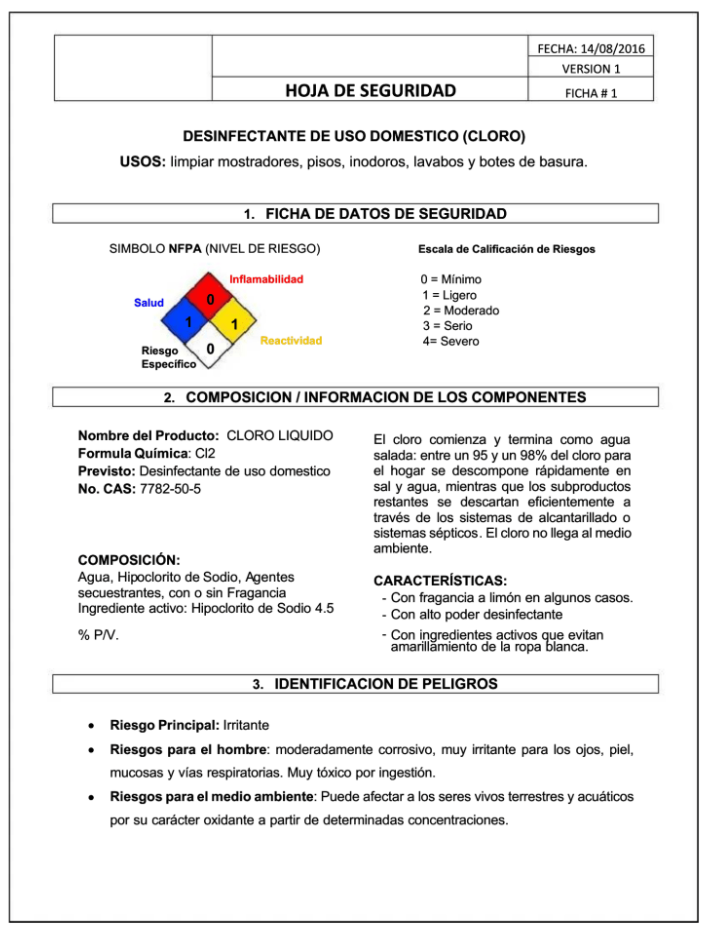 FECHA: 14/08/2016
VERSION 1
HOJA DE SEGURIDAD
FICHA # 1
DESINFECTANTE DE USO DOMESTICO (CLORO)
USOS: limpiar mostradores, pisos, inodoros, lavabos y botes de basura.
1. FICHA DE DATOS DE SEGURIDAD
SIMBOLO NFPA (NIVEL DE RIESGO)
Inflamabilidad
Salud
0
1
1
Reactividad
Riesgo
Específico
0
Escala de Calificación de Riesgos
0 = Mínimo
1 = Ligero
2 = Moderado
3 = Serio
4= Severo
2. COMPOSICION / INFORMACION DE LOS COMPONENTES
Nombre del Producto: CLORO LIQUIDO
Formula Química: Cl2
Previsto: Desinfectante de uso domestico
No. CAS: 7782-50-5
COMPOSICIÓN:
Agua, Hipoclorito de Sodio, Agentes
secuestrantes, con o sin Fragancia
Ingrediente activo: Hipoclorito de Sodio 4.5
% P/V.
El cloro comienza y termina como agua
salada: entre un 95 y un 98% del cloro para
el hogar se descompone rápidamente en
sal y agua, mientras que los subproductos
restantes se descartan eficientemente a
través de los sistemas de alcantarillado o
sistemas sépticos. El cloro no llega al medio
ambiente.
CARACTERÍSTICAS:
- Con fragancia a limón en algunos casos.
- Con alto poder desinfectante
- Con ingredientes activos que evitan
amarillamiento de la ropa blanca.
3. IDENTIFICACION DE PELIGROS
• Riesgo Principal: Irritante
• Riesgos para el hombre: moderadamente corrosivo, muy irritante para los ojos, piel,
mucosas y vías respiratorias. Muy tóxico por ingestión.
• Riesgos para el medio ambiente: Puede afectar a los seres vivos terrestres y acuáticos
por su carácter oxidante a partir de determinadas concentraciones.